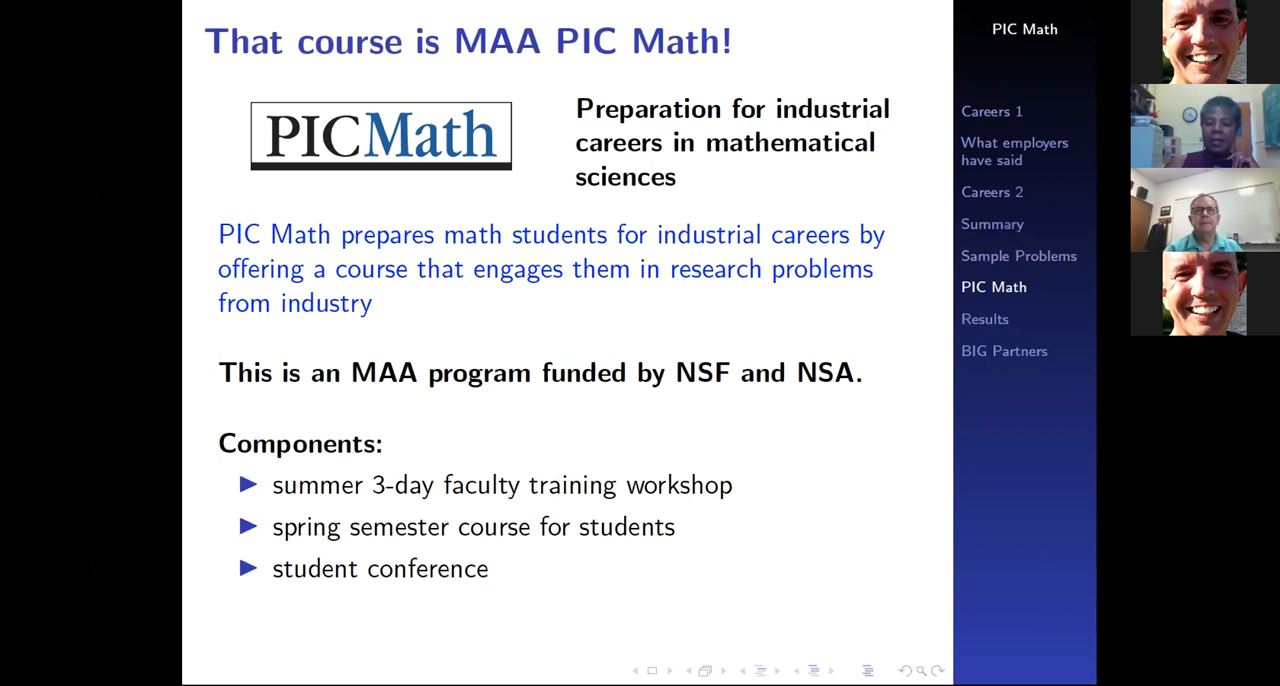 That course is MAA PIC Math!
PICMath
Preparation for industrial
careers in mathematical
sciences
PIC Math prepares math students for industrial careers by
offering a course that engages them in research problems
from industry
This is an MAA program funded by NSF and NSA.
Components:
summer 3-day faculty training workshop
spring semester course for students
student conference
PIC Math
Careers 1
What employers
have said
Careers 2
Summary
Sample Problems
PIC Math
Results
BIG Partners